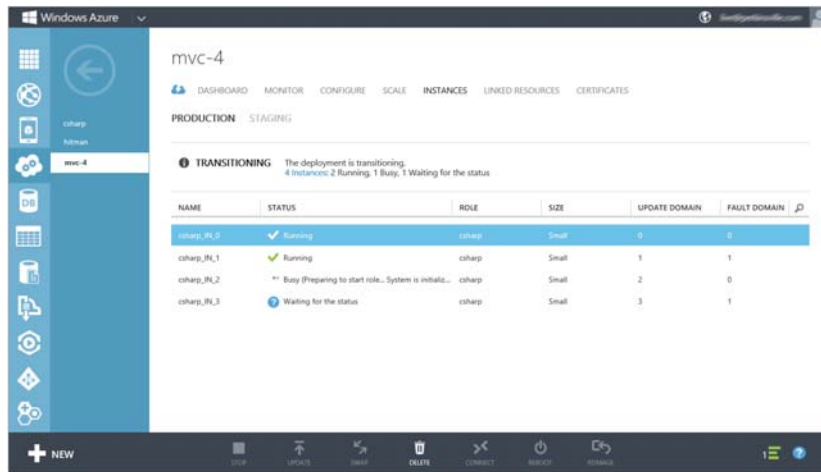 Windows Azure
mvc-4
DASHBOARD MONITOR CONFIGURE SCALE INSTANCES LINKED RESOURCES CERTIFICATES
PRODUCTION STAGING
csharp
hitman
mvc-4
TRANSITIONING The deployment is transitioning.
4 Instances: 2 Running, 1 Busy, 1 Waiting for the status
NAME STATUS ROLE SIZE UPDATE DOMAIN FAULT DOMAIN
csharp_IN_0 Running csharp Small 0 0
csharp_IN_1 Running csharp Small 1 1
csharp_IN_2 Busy (Preparing to start role... System is initializ... csharp Small 2 0
csharp_IN_3 Waiting for the status csharp Small 3 1
DB
NEW STOP UPDATE SWAP DELETE CONNECT REBOOT REIMAGE 1